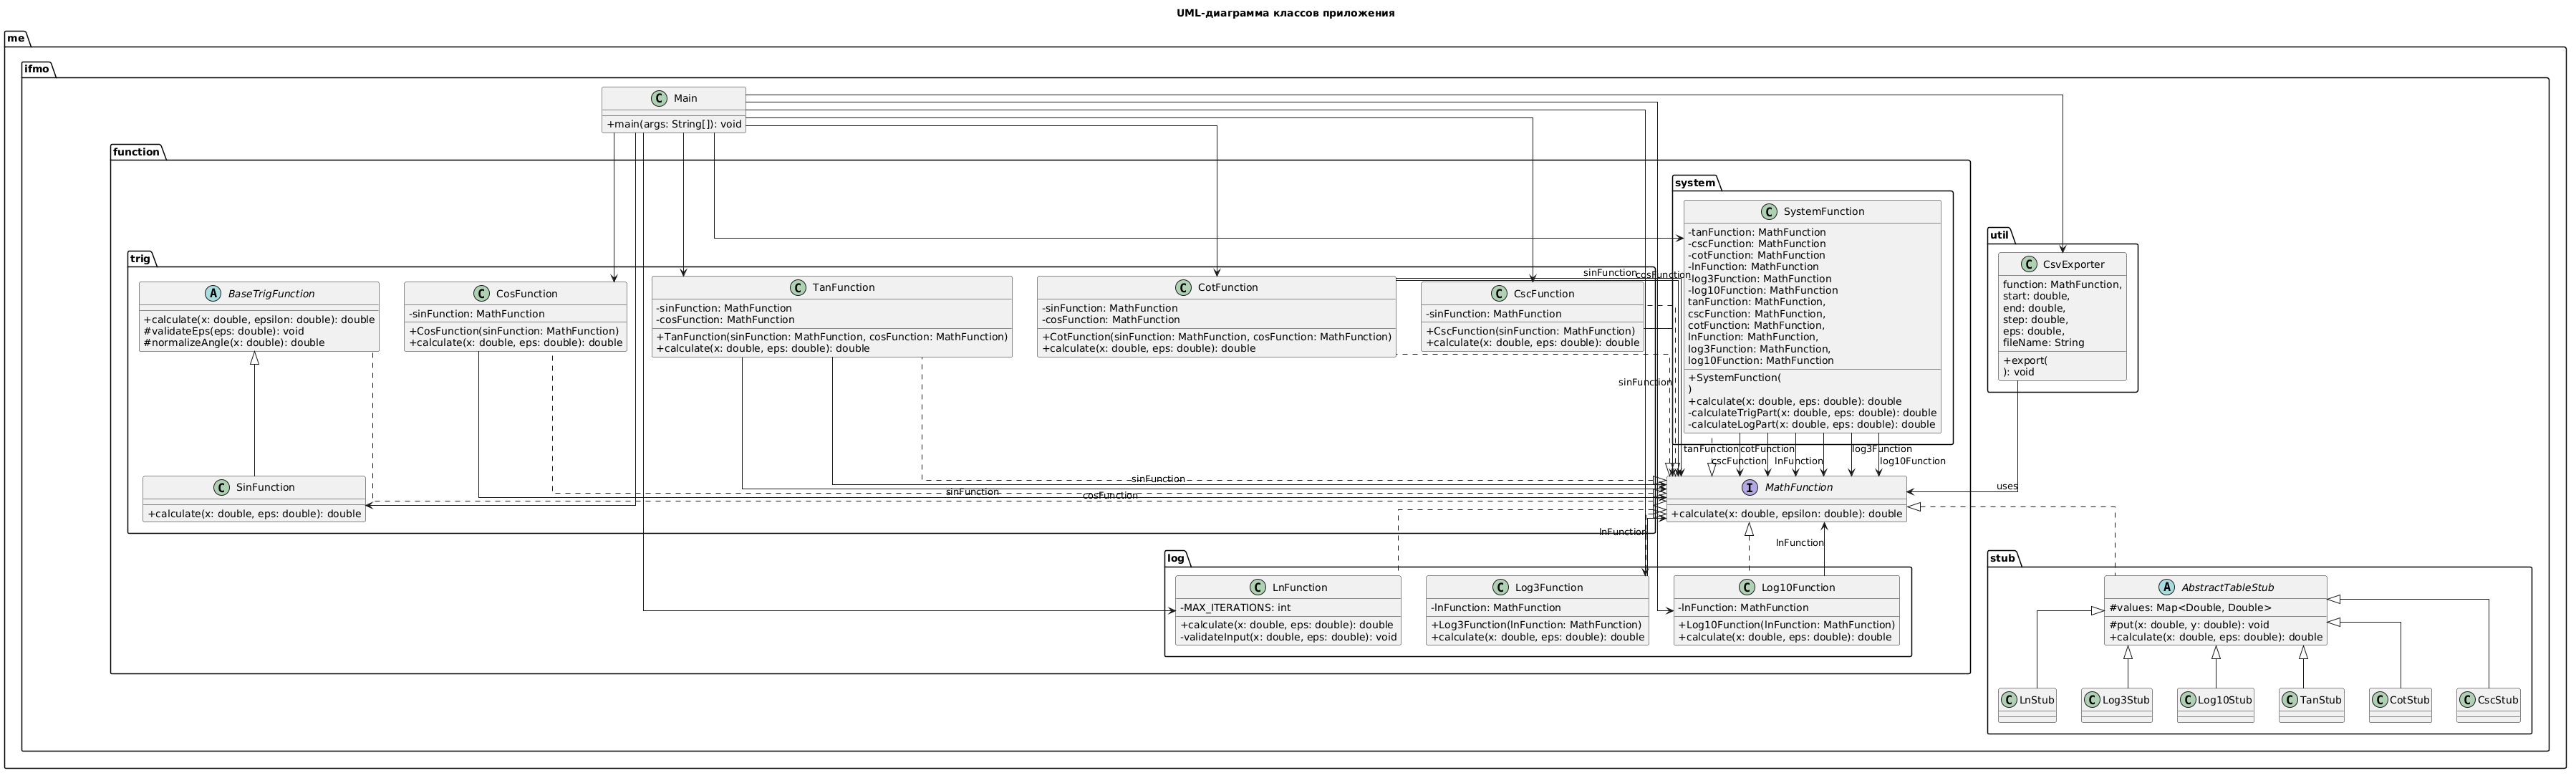 UML-диаграмма классов приложения
me
ifmo
C Main
+main(args: String[]): void
function
system
C SystemFunction
-tanFunction: MathFunction
-cscFunction: MathFunction
-cotFunction: MathFunction
-lnFunction: MathFunction
-log3Function: MathFunction
-log10Function: MathFunction
tanFunction: MathFunction,
cscFunction: MathFunction,
cotFunction: MathFunction,
lnFunction: MathFunction,
log3Function: MathFunction,
log10Function: MathFunction
+SystemFunction(
)
+calculate(x: double, eps: double): double
-calculateTrigPart(x: double, eps: double): double
-calculateLogPart(x: double, eps: double): double
util
C CsvExporter
function: MathFunction,
start: double,
end: double,
step: double,
eps: double,
fileName: String
+export(
): void
trig
A BaseTrigFunction
+calculate(x: double, epsilon: double): double
#validateEps(eps: double): void
#normalizeAngle(x: double): double
C CosFunction
-sinFunction: MathFunction
+CosFunction(sinFunction: MathFunction)
+calculate(x: double, eps: double): double
C TanFunction
-sinFunction: MathFunction
-cosFunction: MathFunction
+TanFunction(sinFunction: MathFunction, cosFunction: MathFunction)
+calculate(x: double, eps: double): double
C CotFunction
-sinFunction: MathFunction
-cosFunction: MathFunction
+CotFunction(sinFunction: MathFunction, cosFunction: MathFunction)
+calculate(x: double, eps: double): double
C CscFunction
-sinFunction: MathFunction
+CscFunction(sinFunction: MathFunction)
+calculate(x: double, eps: double): double
sinFunction
cosFunction
sinFunction
tanFunction
cotFunction
log3Function
cscFunction
lnFunction
log10Function
C SinFunction
+calculate(x: double, eps: double): double
sinFunction
sinFunction
cosFunction
I MathFunction
+calculate(x: double, epsilon: double): double
uses
lnFunction
lnFunction
log
C LnFunction
-MAX_ITERATIONS: int
+calculate(x: double, eps: double): double
-validateInput(x: double, eps: double): void
C Log3Function
-lnFunction: MathFunction
+Log3Function(lnFunction: MathFunction)
+calculate(x: double, eps: double): double
C Log10Function
-lnFunction: MathFunction
+Log10Function(lnFunction: MathFunction)
+calculate(x: double, eps: double): double
stub
A AbstractTableStub
#values: Map<Double, Double>
#put(x: double, y: double): void
+calculate(x: double, eps: double): double
C LnStub
C Log3Stub
C Log10Stub
C TanStub
C CotStub
C CscStub